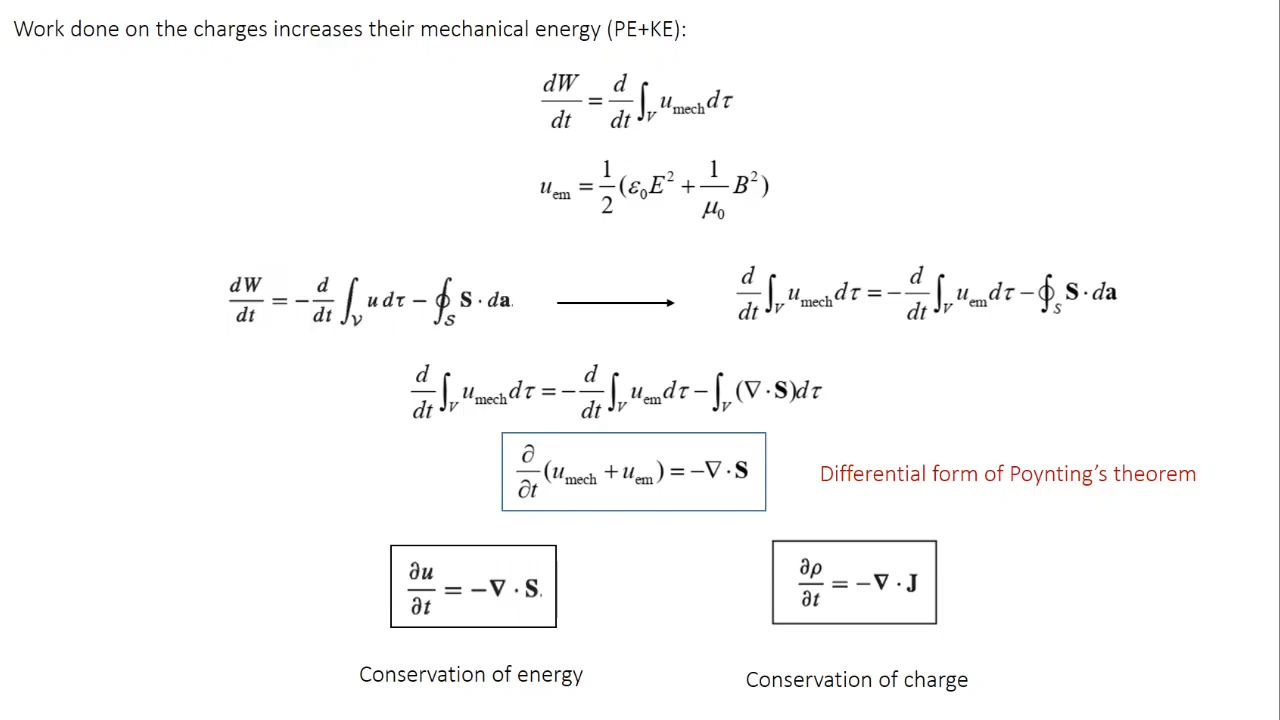 Work done on the charges increases their mechanical energy (PE+KE):
dW/dt = d/dt ∫_V u_mech dτ
u_em = 1/2 (ε₀E² + 1/μ₀ B²)
dW/dt = − d/dt ∫_V u dτ − ∮_S S · da. ⟶ d/dt ∫_V u_mech dτ = − d/dt ∫_V u_em dτ − ∮_S S · da
d/dt ∫_V u_mech dτ = − d/dt ∫_V u_em dτ − ∫_V (∇ · S)dτ
∂/∂t (u_mech + u_em) = −∇ · S Differential form of Poynting’s theorem
∂u/∂t = −∇ · S. ∂ρ/∂t = −∇ · J
Conservation of energy Conservation of charge